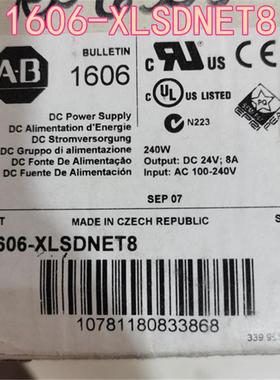 1606-XLSDNET8
A-B
BULLETIN
1606
c UR US
UL US LISTED
N223
PG
DC Power Supply
DC Alimentation d'Energie
DC Stromversorgung
DC Gruppo di alimentazione
DC Fonte De Alimentação
DC Fuente De Alimentación
240W
Output: DC 24V; 8A
Input: AC 100-240V
SEP 07
MADE IN CZECH REPUBLIC
606-XLSDNET8
10781180833868